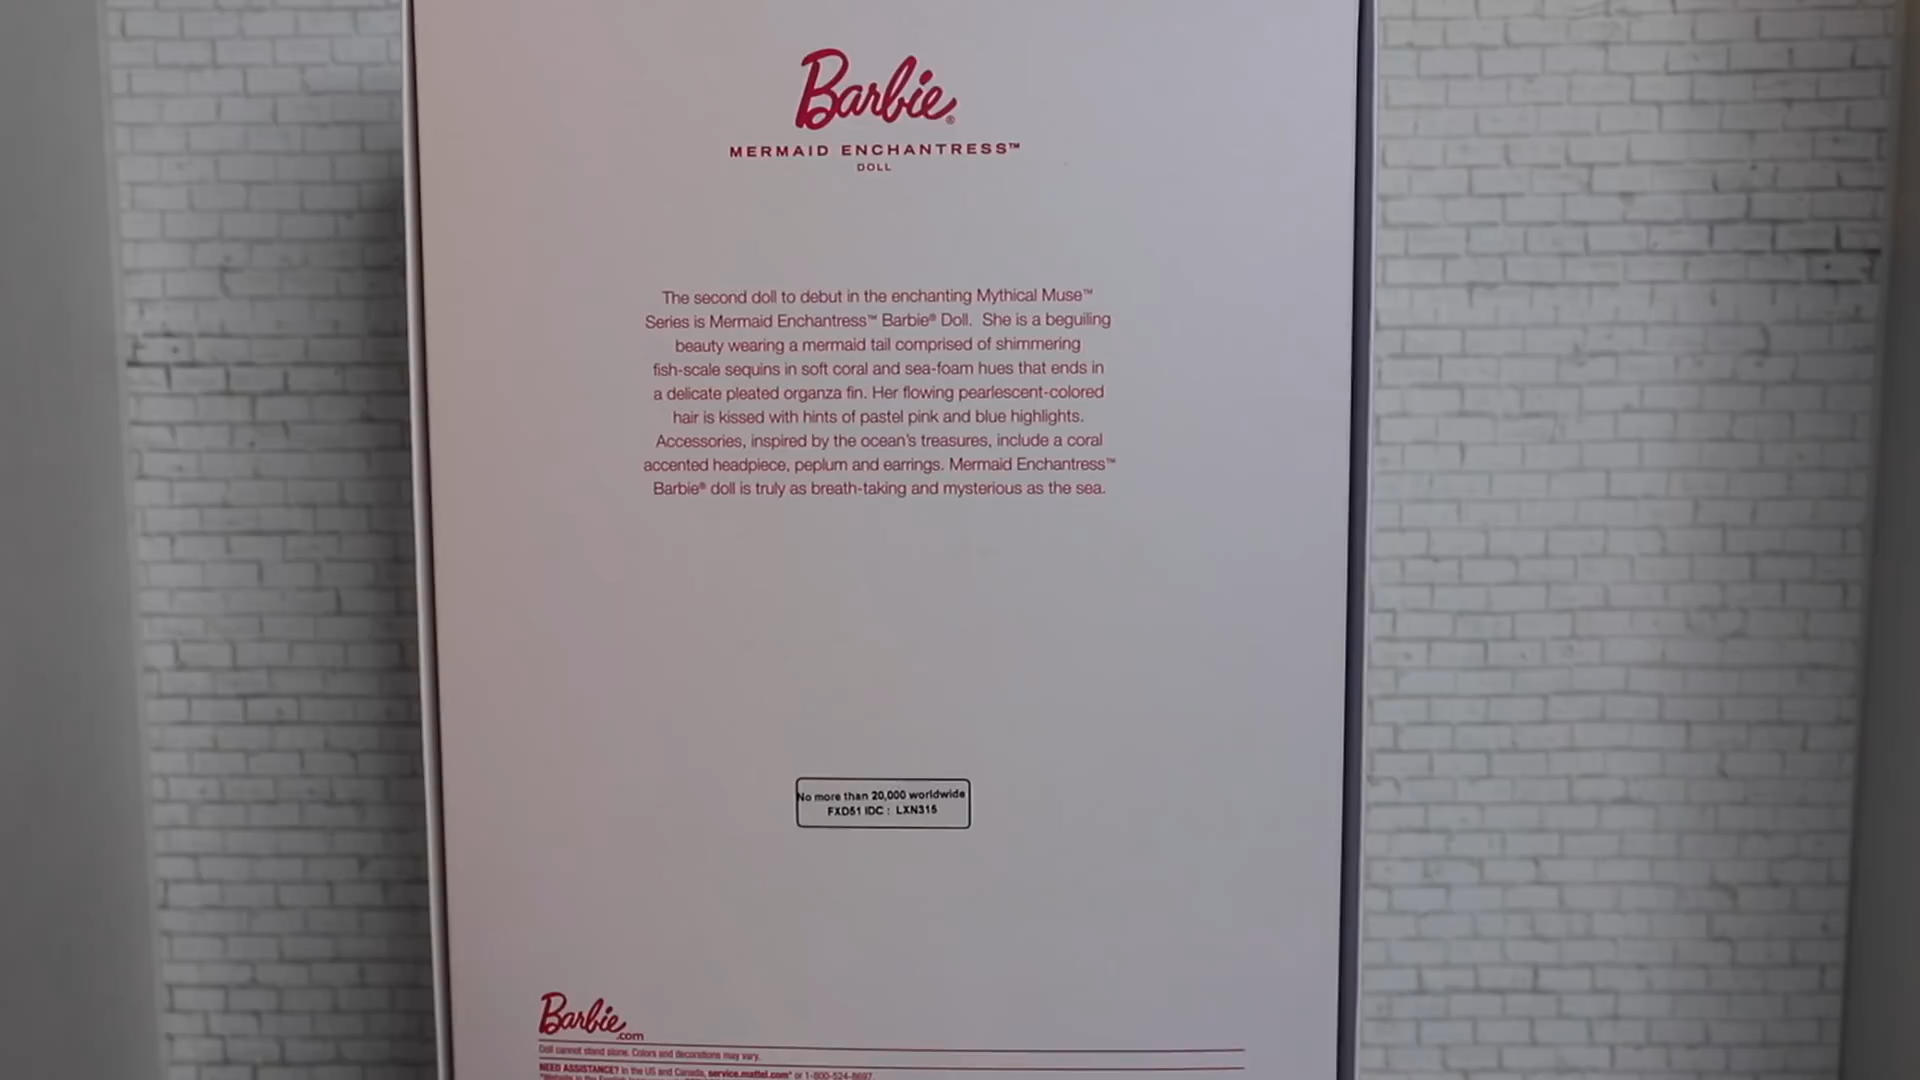 Barbie®
MERMAID ENCHANTRESS™
DOLL
The second doll to debut in the enchanting Mythical Muse™
Series is Mermaid Enchantress™ Barbie® Doll. She is a beguiling
beauty wearing a mermaid tail comprised of shimmering
fish-scale sequins in soft coral and sea-foam hues that ends in
a delicate pleated organza fin. Her flowing pearlescent-colored
hair is kissed with hints of pastel pink and blue highlights.
Accessories, inspired by the ocean's treasures, include a coral
accented headpiece, peplum and earrings. Mermaid Enchantress™
Barbie® doll is truly as breath-taking and mysterious as the sea.
No more than 20,000 worldwide
FXD51 IDC : LXN315
Barbie.com
Doll cannot stand alone. Colors and decorations may vary.
NEED ASSISTANCE? In the US and Canada, service.mattel.com* or 1-800-524-8697